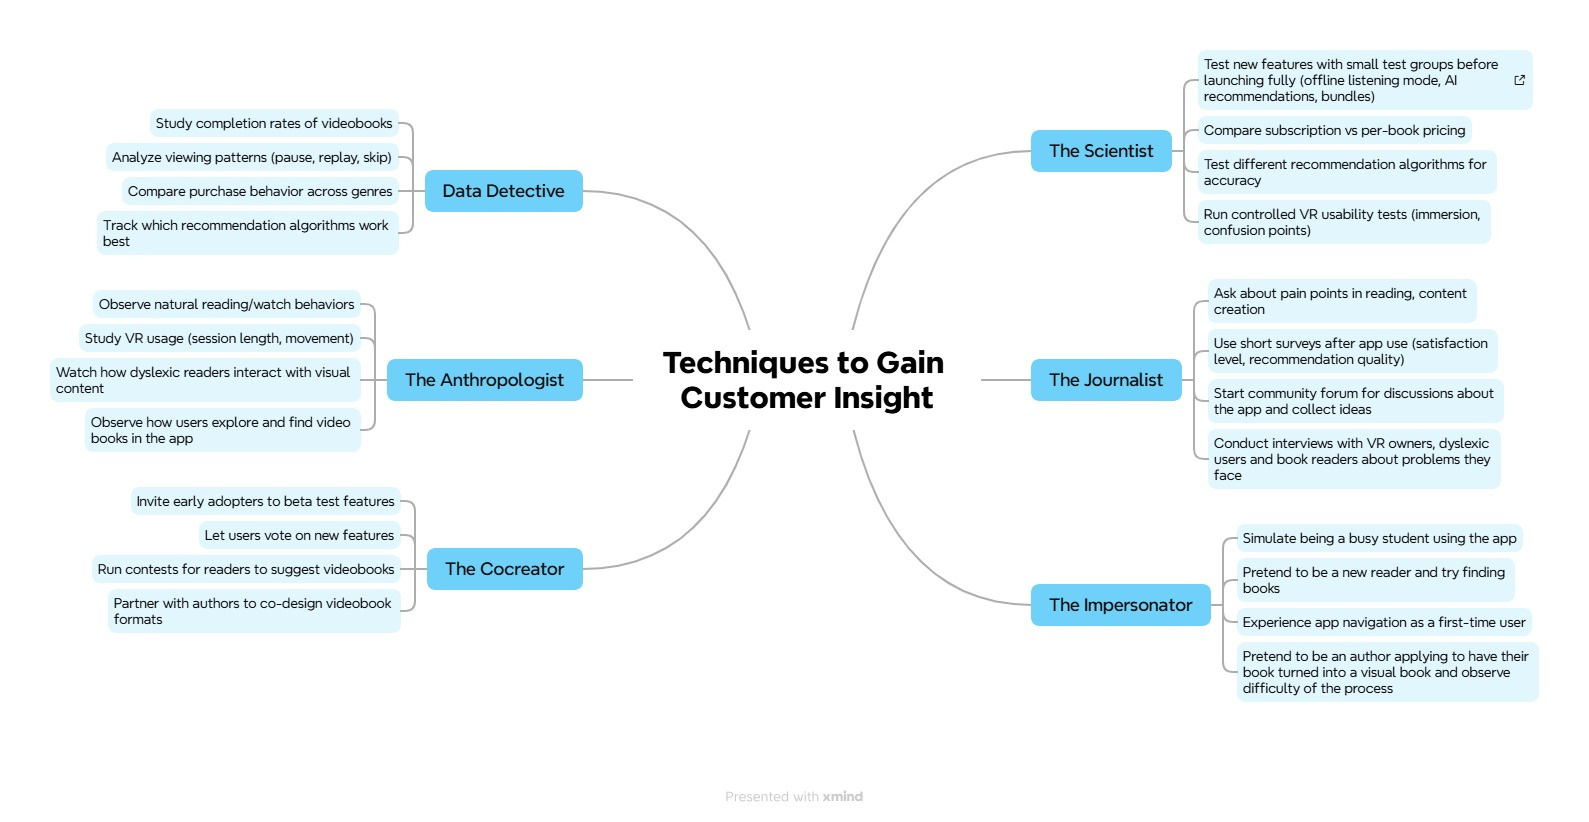 Techniques to Gain
Customer Insight
Data Detective
Study completion rates of videobooks
Analyze viewing patterns (pause, replay, skip)
Compare purchase behavior across genres
Track which recommendation algorithms work
best
The Anthropologist
Observe natural reading/watch behaviors
Study VR usage (session length, movement)
Watch how dyslexic readers interact with visual
content
Observe how users explore and find video
books in the app
The Cocreator
Invite early adopters to beta test features
Let users vote on new features
Run contests for readers to suggest videobooks
Partner with authors to co-design videobook
formats
The Scientist
Test new features with small test groups before
launching fully (offline listening mode, AI
recommendations, bundles)
Compare subscription vs per-book pricing
Test different recommendation algorithms for
accuracy
Run controlled VR usability tests (immersion,
confusion points)
The Journalist
Ask about pain points in reading, content
creation
Use short surveys after app use (satisfaction
level, recommendation quality)
Start community forum for discussions about
the app and collect ideas
Conduct interviews with VR owners, dyslexic
users and book readers about problems they
face
The Impersonator
Simulate being a busy student using the app
Pretend to be a new reader and try finding
books
Experience app navigation as a first-time user
Pretend to be an author applying to have their
book turned into a visual book and observe
difficulty of the process
Presented with xmind